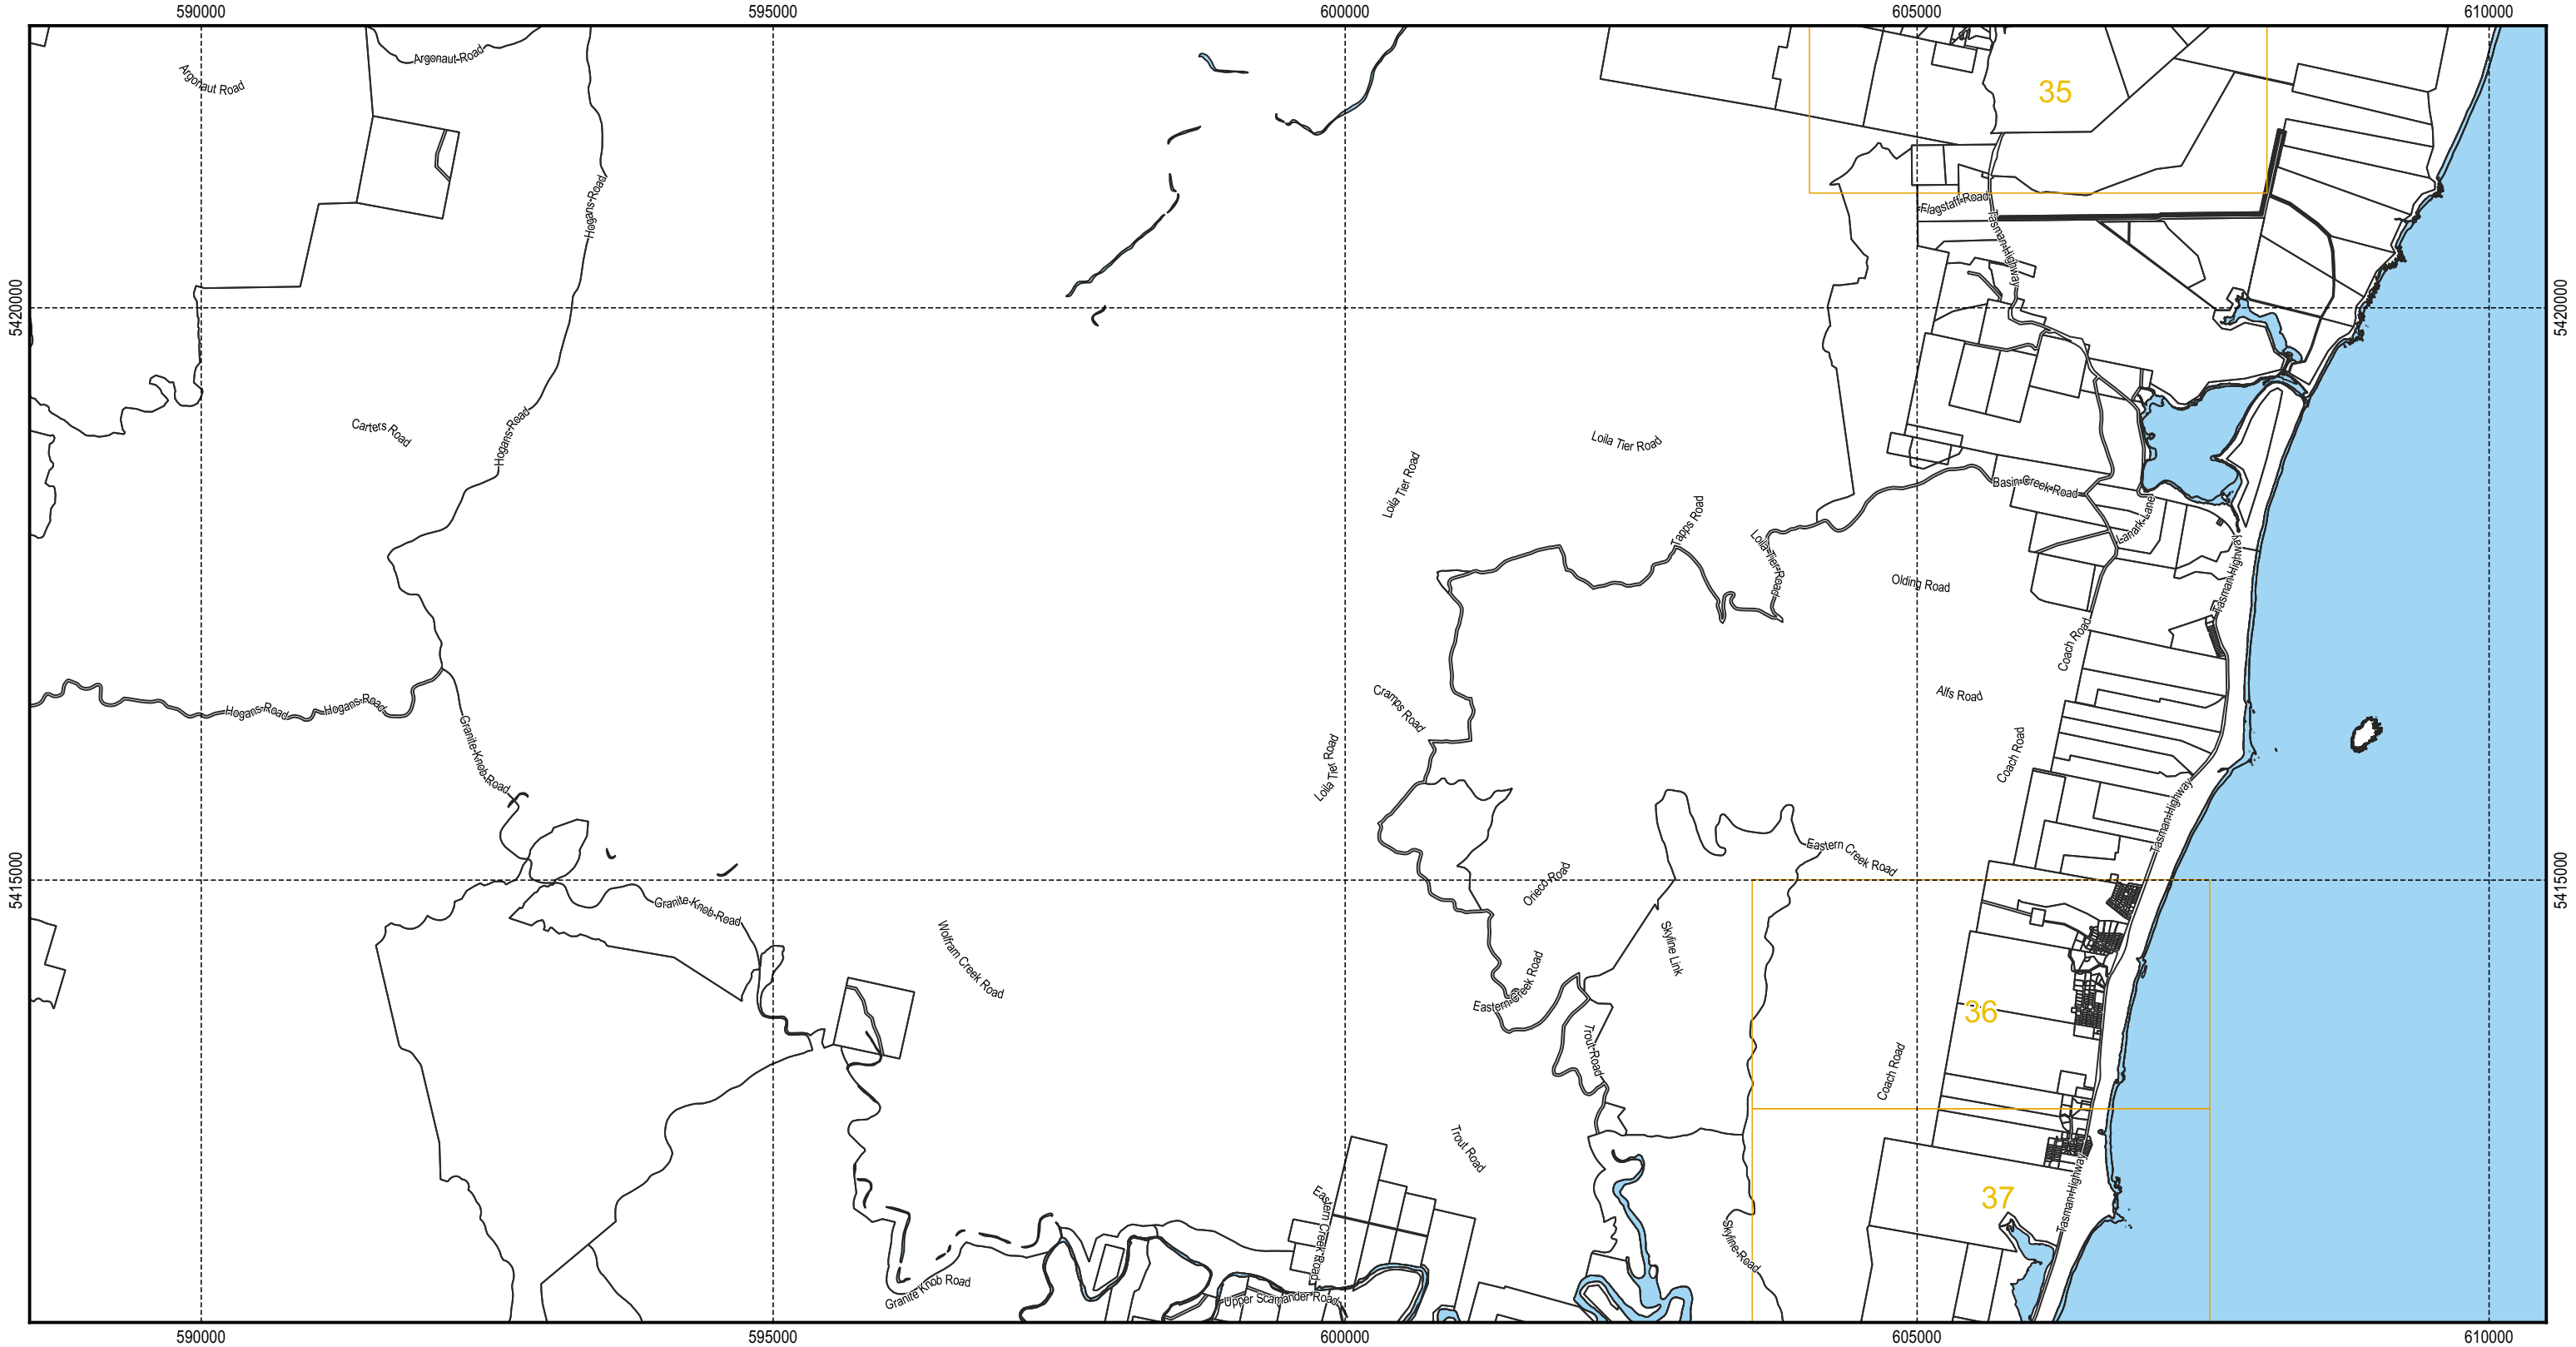 590000
595000
600000
605000
610000
Argonaut Road
Argonaut Road
35
Hogans Road
Flagstaff Road
Tasman Highway
5420000
5420000
Carters Road
Hogans Road
Loila Tier Road
Loila Tier Road
Basin Creek Road
Tapps Road
Lanark Lane
Loila Tier Road
Tasman Highway
Olding Road
Coach Road
Alfs Road
Cramps Road
Hogans Road
Hogans Road
Granite Knob Road
Loila Tier Road
Coach Road
Tasman Highway
Eastern Creek Road
5415000
5415000
Orieco Road
Granite Knob Road
Wolfram Creek Road
Skyline Link
Eastern Creek Road
36
Trout Road
Coach Road
Trout Road
37
Tasman Highway
Eastern Creek Road
Skyline Road
Granite Knob Road
Upper Scamander Road
590000
595000
600000
605000
610000